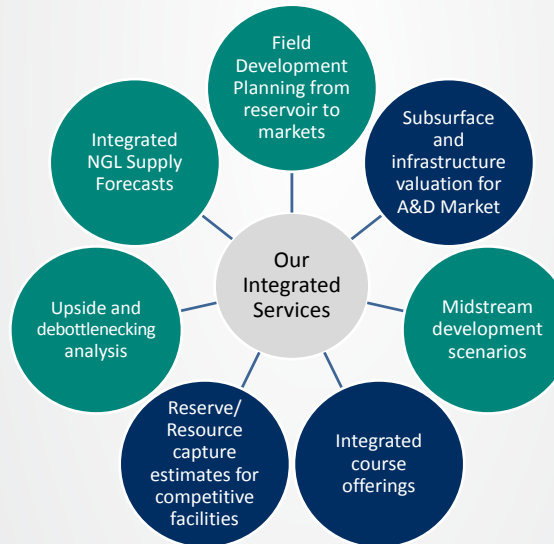 Field
Development
Planning from
reservoir to
markets
Subsurface
and
infrastructure
valuation for
A&D Market
Midstream
development
scenarios
Integrated
course
offerings
Reserve/
Resource
capture
estimates for
competitive
facilities
Upside and
debottlenecking
analysis
Integrated
NGL Supply
Forecasts
Our
Integrated
Services